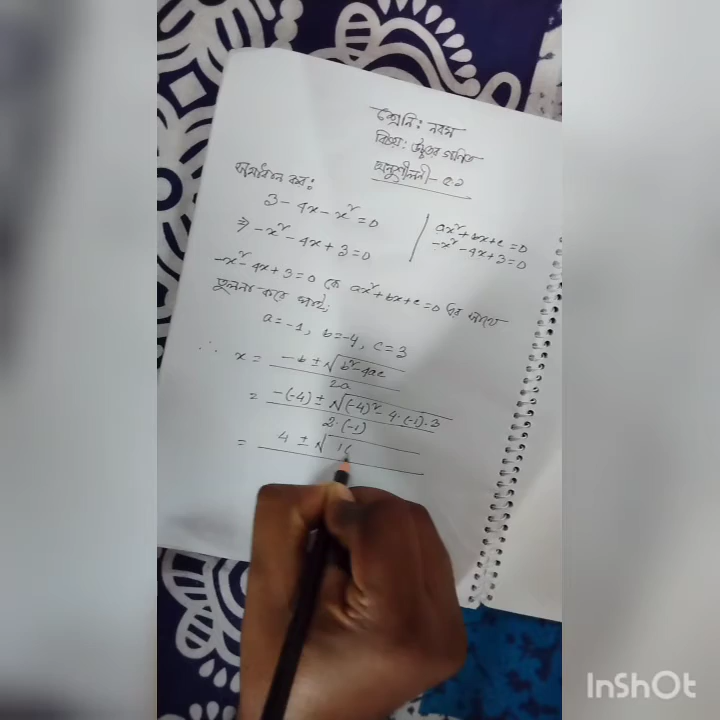 শ্রেনি: নবম
বিষয়: উচ্চতর গনিত
অনুশীলনী - ৫.১
সমাধান কর:
3 - 4x - x² = 0
⇒ -x² - 4x + 3 = 0
ax² + bx + c = 0
-x² - 4x + 3 = 0
-x² - 4x + 3 = 0 কে ax² + bx + c = 0 এর সাথে
তুলনা করে পাই,
a = -1, b = -4, c = 3
∴ x = -b ± √b² - 4ac
2a
= -(-4) ± √(-4)² - 4·(-1)·3
2·(-1)
= 4 ± √16
InShOt